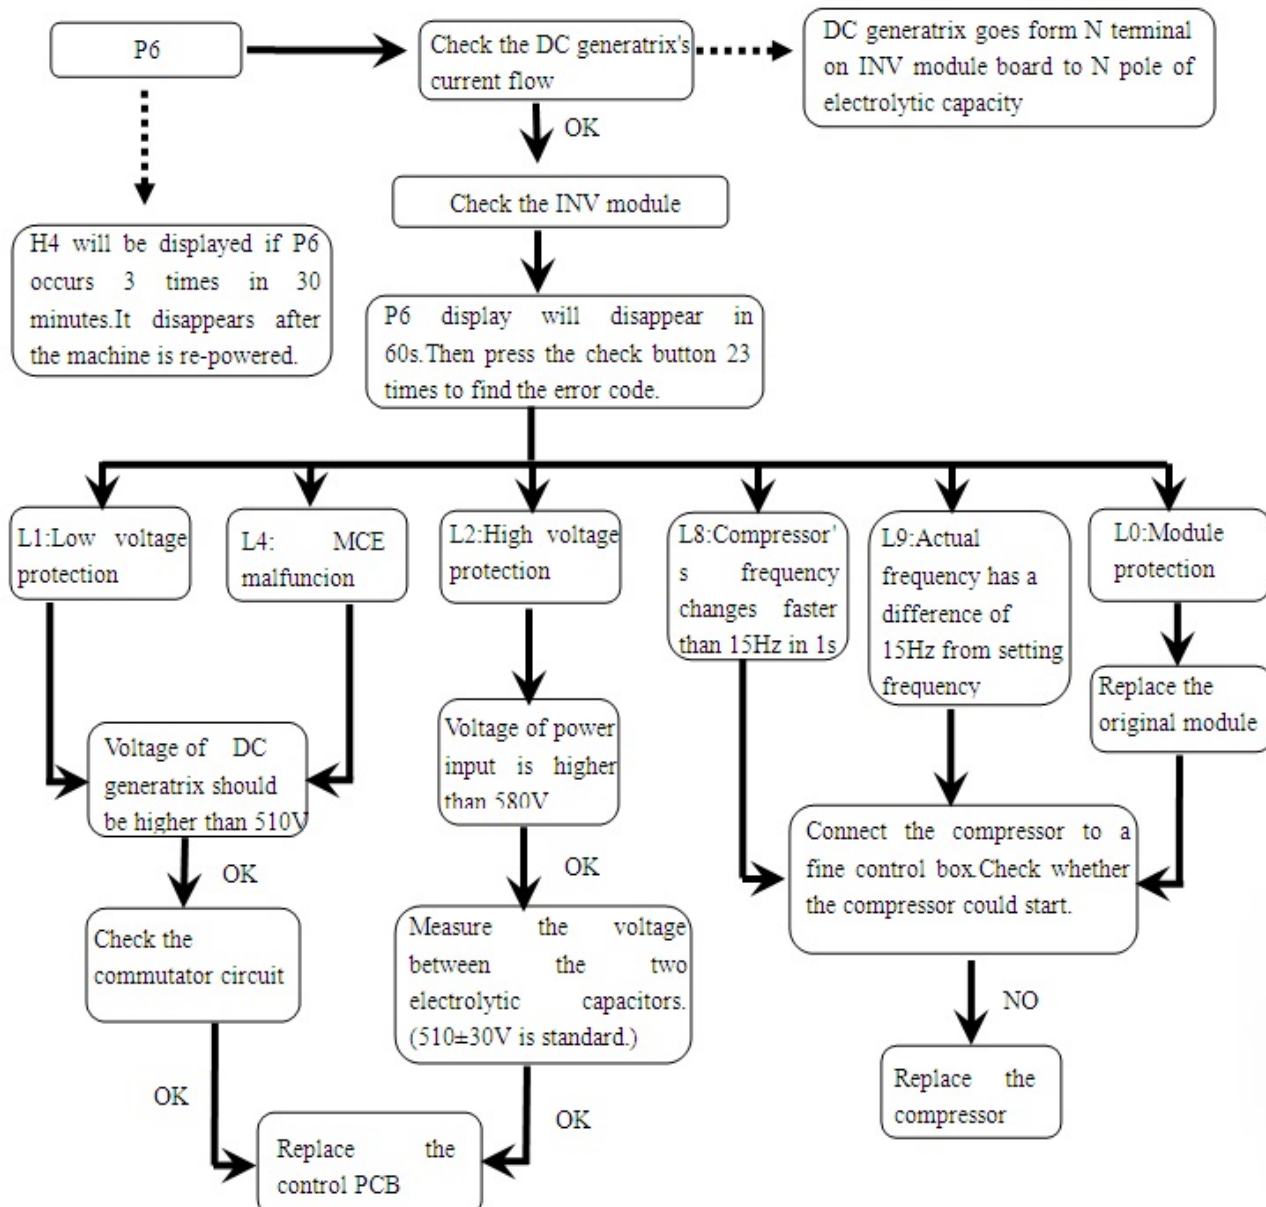 P6
Check the DC generatrix's
current flow
DC generatrix goes form N terminal
on INV module board to N pole of
electrolytic capacity
OK
Check the INV module
H4 will be displayed if P6
occurs 3 times in 30
minutes.It disappears after
the machine is re-powered.
P6 display will disappear in
60s.Then press the check button 23
times to find the error code.
L1:Low voltage
protection
L4: MCE
malfuncion
L2:High voltage
protection
L8:Compressor'
s frequency
changes faster
than 15Hz in 1s
L9:Actual
frequency has a
difference of
15Hz from setting
frequency
L0:Module
protection
Replace the
original module
Voltage of DC
generatrix should
be higher than 510V
Voltage of power
input is higher
than 580V
Connect the compressor to a
fine control box.Check whether
the compressor could start.
OK
OK
Check the
commutator circuit
Measure the voltage
between the two
electrolytic capacitors.
(510±30V is standard.)
NO
Replace the
compressor
OK
OK
Replace the
control PCB